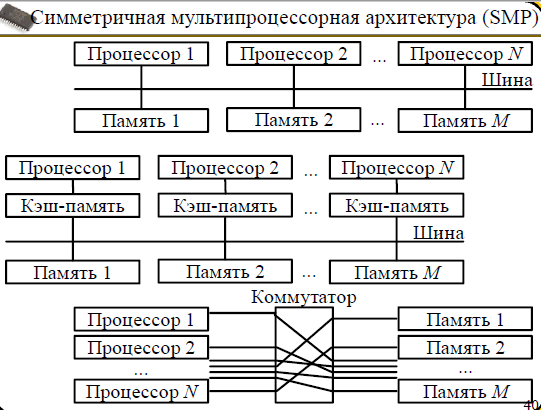 Симметричная мультипроцессорная архитектура (SMP)
Процессор 1 Процессор 2 ... Процессор N
Шина
Память 1 Память 2 ... Память M
Процессор 1 Процессор 2 ... Процессор N
Кэш-память Кэш-память ... Кэш-память
Шина
Память 1 Память 2 ... Память M
Коммутатор
Процессор 1 Память 1
Процессор 2 Память 2
... ...
Процессор N Память M
40